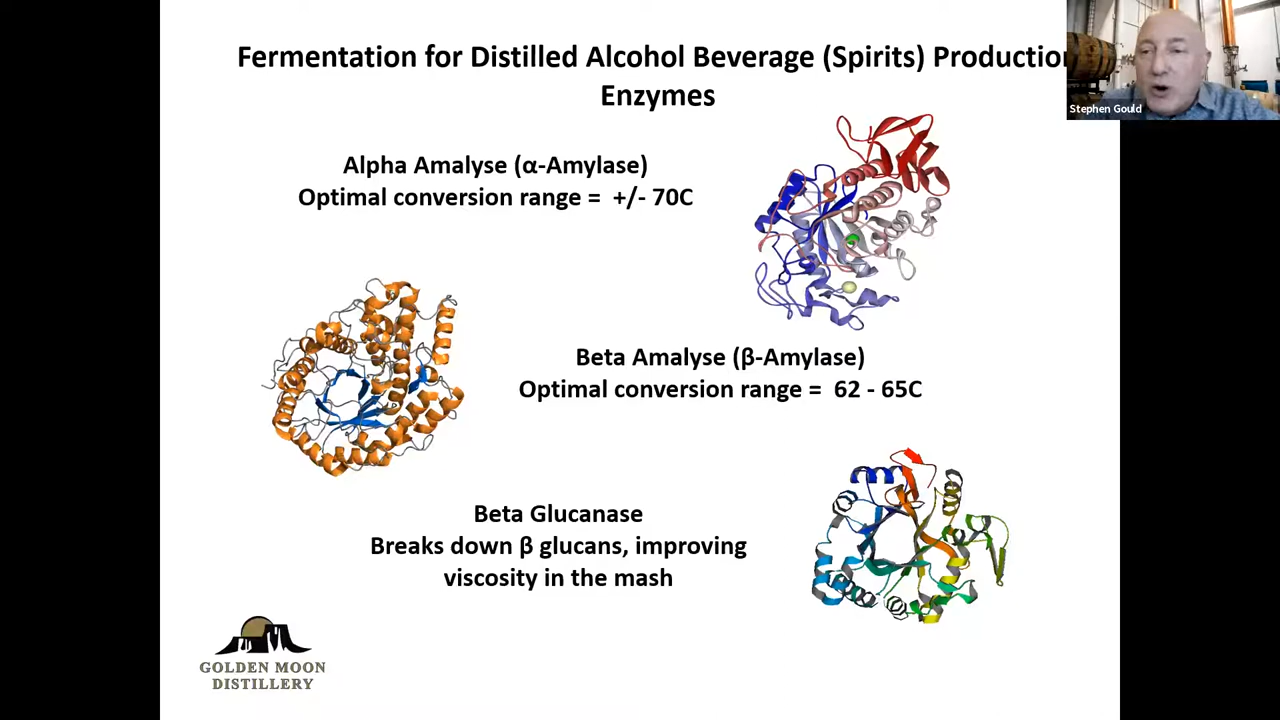 Fermentation for Distilled Alcohol Beverage (Spirits) Production
Enzymes
Stephen Gould
Alpha Analyse (α-Amylase)
Optimal conversion range = +/- 70C
Beta Amalyse (β-Amylase)
Optimal conversion range = 62 - 65C
Beta Glucanase
Breaks down β glucans, improving
viscosity in the mash
GOLDEN MOON
DISTILLERY